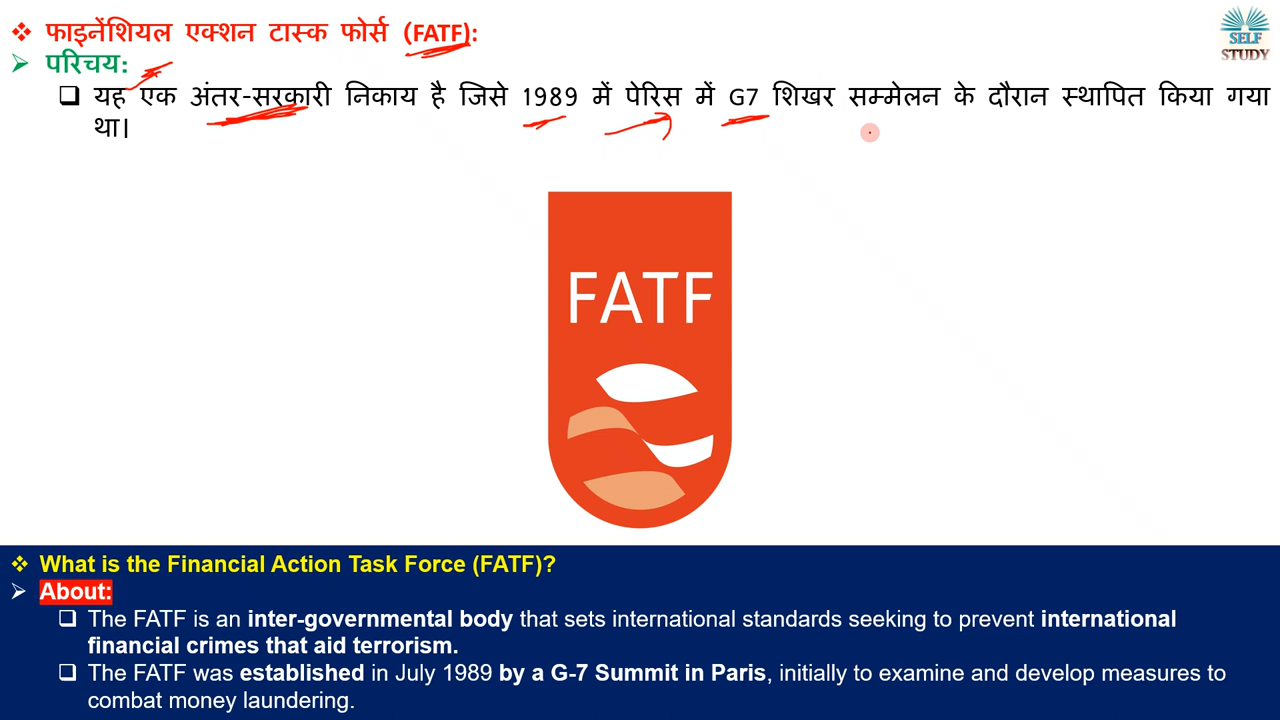 ❖ फाइनेंशियल एक्शन टास्क फोर्स (FATF):
SELF
STUDY
➢ परिचय:
❑ यह एक अंतर-सरकारी निकाय है जिसे 1989 में पेरिस में G7 शिखर सम्मेलन के दौरान स्थापित किया गया
था।
FATF
❖ What is the Financial Action Task Force (FATF)?
➢ About:
❑ The FATF is an inter-governmental body that sets international standards seeking to prevent international
financial crimes that aid terrorism.
❑ The FATF was established in July 1989 by a G-7 Summit in Paris, initially to examine and develop measures to
combat money laundering.